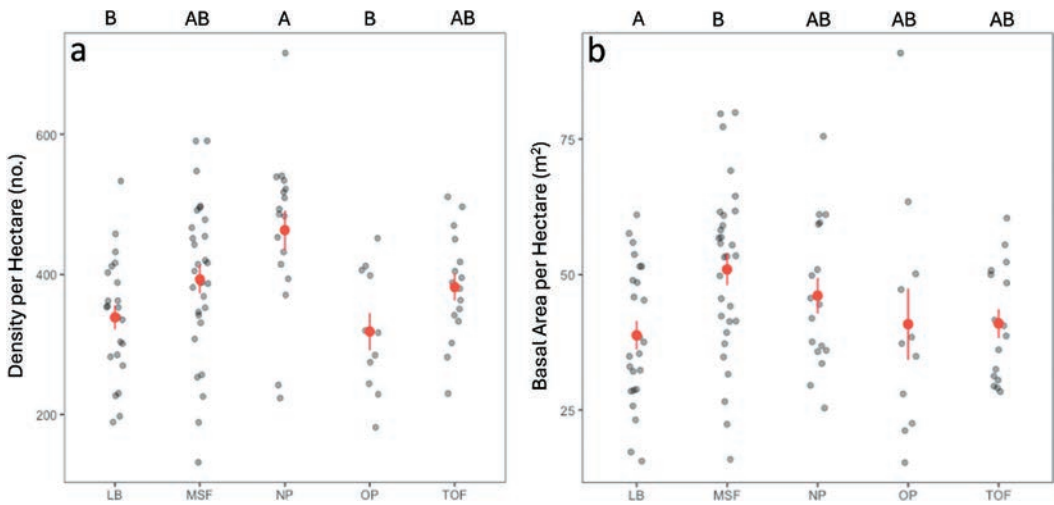 B AB A B AB
a
Density per Hectare (no.)
600
400
200
LB MSF NP OP TOF
A B AB AB AB
b
Basal Area per Hectare (m²)
75
50
25
LB MSF NP OP TOF